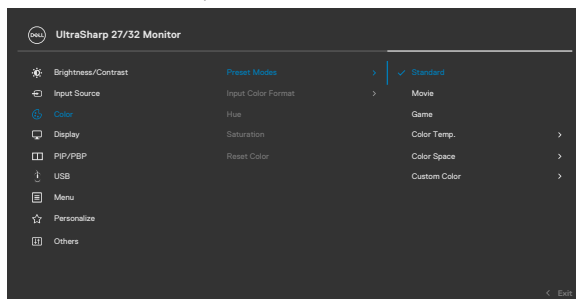 DELL UltraSharp 27/32 Monitor
Brightness/Contrast Preset Modes > ✓ Standard
Input Source Input Color Format > Movie
Color Hue Game
Display Saturation Color Temp. >
PIP/PBP Reset Color Color Space >
USB Custom Color >
Menu
Personalize
Others
< Exit